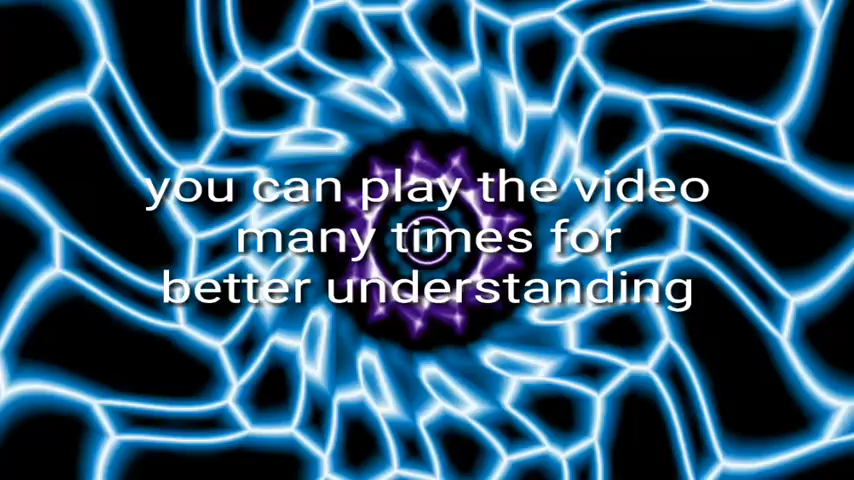 you can play the video
many times for
better understanding